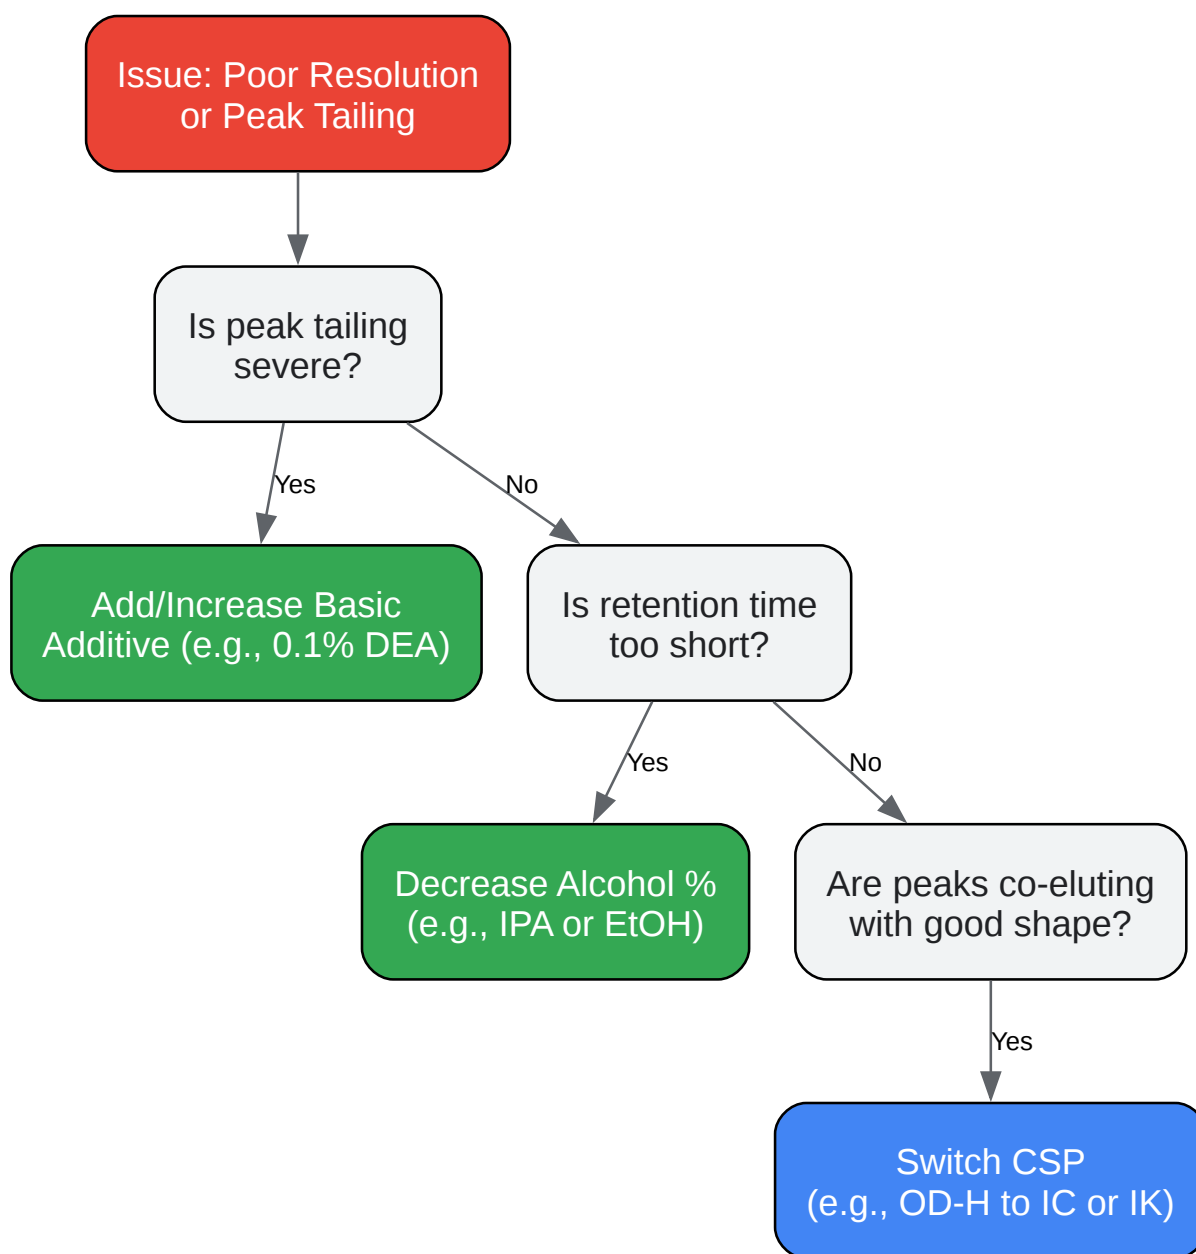 Issue: Poor Resolution
or Peak Tailing
Is peak tailing
severe?
Yes
No
Add/Increase Basic
Additive (e.g., 0.1% DEA)
Is retention time
too short?
Yes
No
Decrease Alcohol %
(e.g., IPA or EtOH)
Are peaks co-eluting
with good shape?
Yes
Switch CSP
(e.g., OD-H to IC or IK)